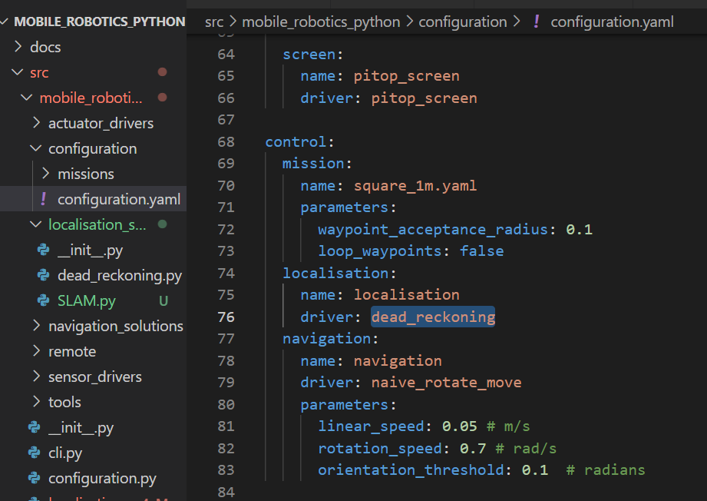 MOBILE_ROBOTICS_PYTHON
docs
src
mobile_roboti...
actuator_drivers
configuration
missions
! configuration.yaml
localisation_s...
__init__.py
dead_reckoning.py
SLAM.py U
navigation_solutions
remote
sensor_drivers
tools
__init__.py
cli.py
configuration.py
src > mobile_robotics_python > configuration > ! configuration.yaml
64 screen:
65 name: pitop_screen
66 driver: pitop_screen
67
68 control:
69 mission:
70 name: square_1m.yaml
71 parameters:
72 waypoint_acceptance_radius: 0.1
73 loop_waypoints: false
74 localisation:
75 name: localisation
76 driver: dead_reckoning
77 navigation:
78 name: navigation
79 driver: naive_rotate_move
80 parameters:
81 linear_speed: 0.05 # m/s
82 rotation_speed: 0.7 # rad/s
83 orientation_threshold: 0.1 # radians
84